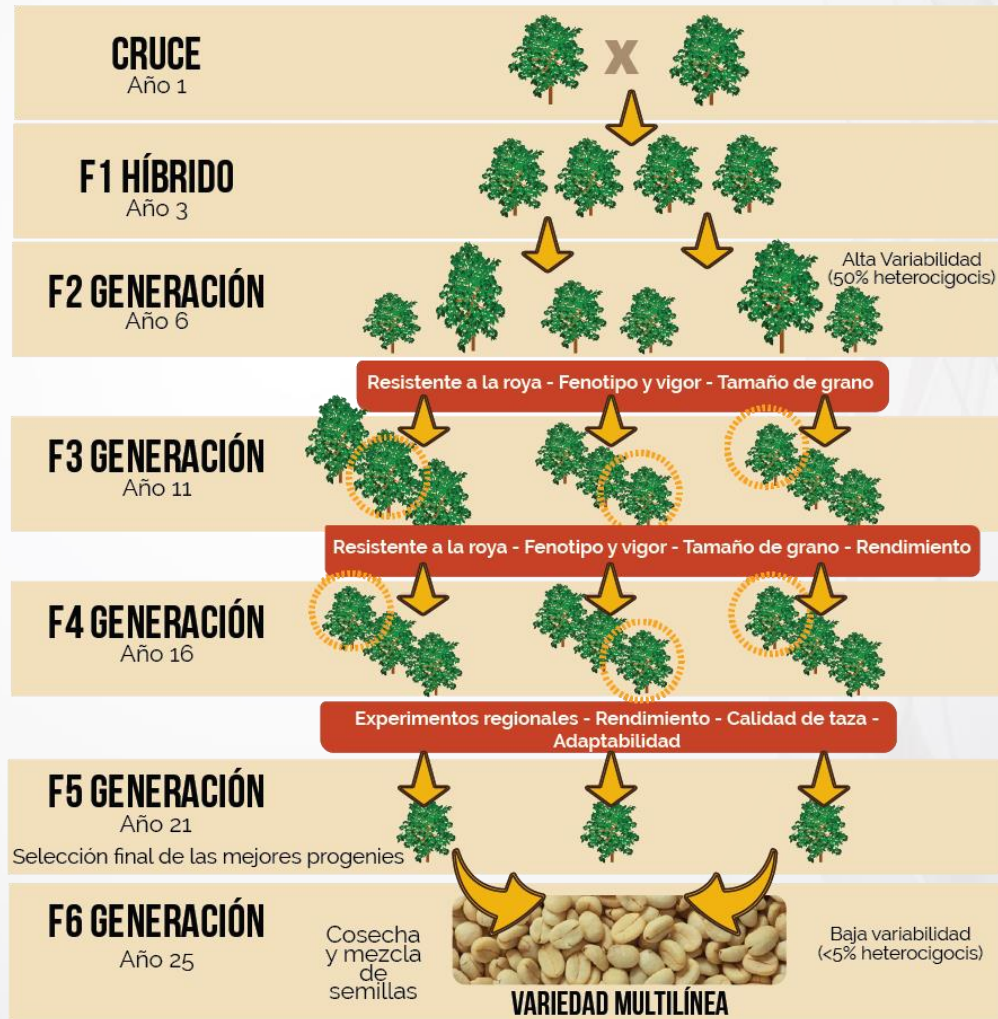 CRUCE
Año 1
X
F1 HÍBRIDO
Año 3
F2 GENERACIÓN
Año 6
Alta Variabilidad
(50% heterocigocis)
Resistente a la roya - Fenotipo y vigor - Tamaño de grano
F3 GENERACIÓN
Año 11
Resistente a la roya - Fenotipo y vigor - Tamaño de grano - Rendimiento
F4 GENERACIÓN
Año 16
Experimentos regionales - Rendimiento - Calidad de taza -
Adaptabilidad
F5 GENERACIÓN
Año 21
Selección final de las mejores progenies
F6 GENERACIÓN
Año 25
Cosecha
y mezcla
de
semillas
Baja variabilidad
(<5% heterocigocis)
VARIEDAD MULTILÍNEA